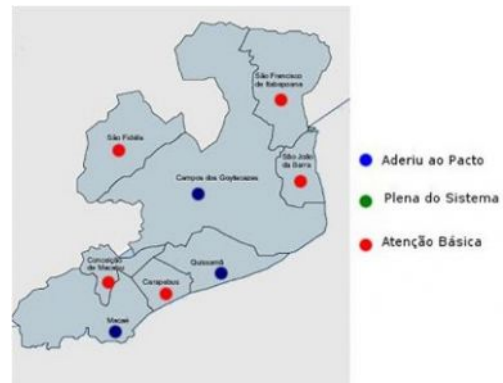 São Francisco
de Itabapoana
São Fidélis
São João
da Barra
Campos dos Goytacazes
Conceição
de Macabu
Quissamã
Carapebus
Macaé
Aderiu ao Pacto
Plena do Sistema
Atenção Básica